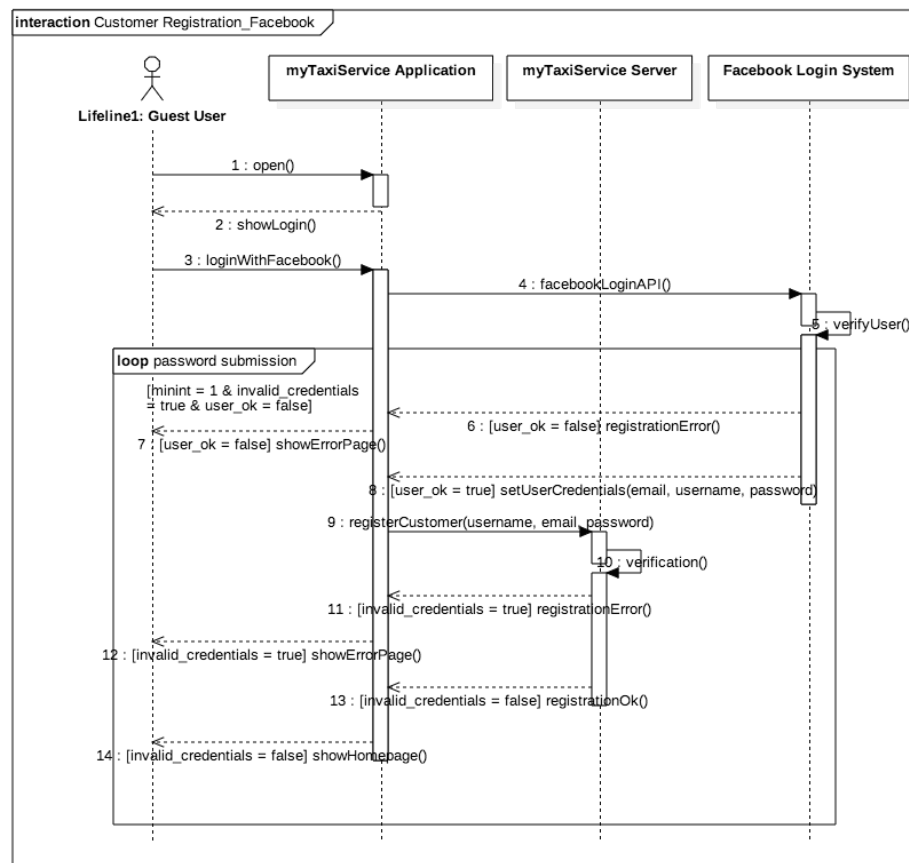 interaction Customer Registration_Facebook
myTaxiService Application
myTaxiService Server
Facebook Login System
Lifeline1: Guest User
1 : open()
2 : showLogin()
3 : loginWithFacebook()
4 : facebookLoginAPI()
5 : verifyUser()
loop password submission
[minint = 1 & invalid_credentials
= true & user_ok = false]
6 : [user_ok = false] registrationError()
7 : [user_ok = false] showErrorPage()
8 : [user_ok = true] setUserCredentials(email, username, password)
9 : registerCustomer(username, email, password)
10 : verification()
11 : [invalid_credentials = true] registrationError()
12 : [invalid_credentials = true] showErrorPage()
13 : [invalid_credentials = false] registrationOk()
14 : [invalid_credentials = false] showHomepage()